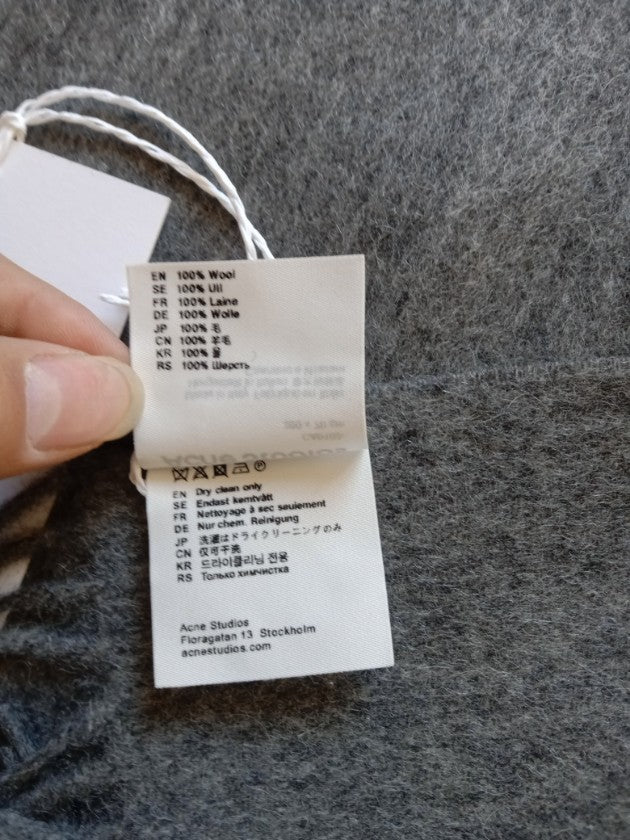 EN 100% Wool
SE 100% Ull
FR 100% Laine
DE 100% Wolle
JP 100% 毛
CN 100% 羊毛
KR 100% 울
RS 100% Шерсть
Acne Studios
EN Dry clean only
SE Endast kemtvätt
FR Nettoyage à sec seulement
DE Nur chem. Reinigung
JP 洗濯はドライクリーニングのみ
CN 仅可干洗
KR 드라이클리닝 전용
RS Только химчистка
Acne Studios
Floragatan 13 Stockholm
acnestudios.com